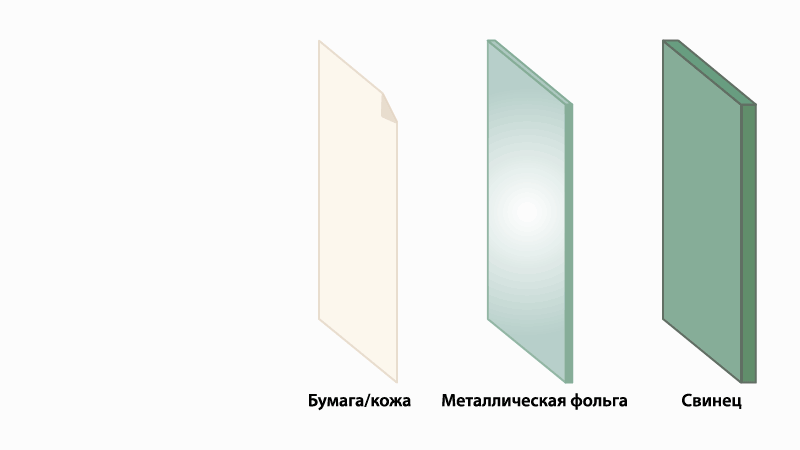 Бумага/кожа
Металлическая фольга
Свинец